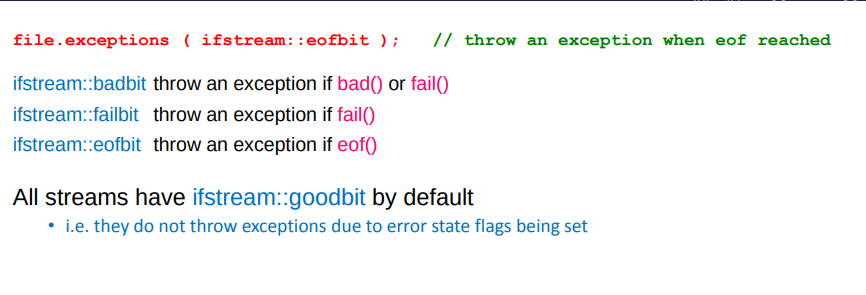 file.exceptions ( ifstream::eofbit ); // throw an exception when eof reached
ifstream::badbit throw an exception if bad() or fail()
ifstream::failbit throw an exception if fail()
ifstream::eofbit throw an exception if eof()
All streams have ifstream::goodbit by default
• i.e. they do not throw exceptions due to error state flags being set